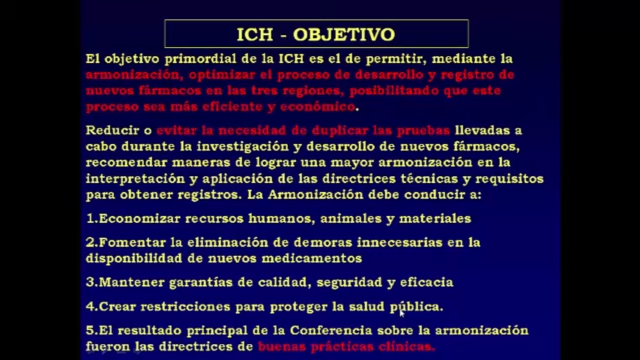 ICH - OBJETIVO
El objetivo primordial de la ICH es el de permitir, mediante la
armonización, optimizar el proceso de desarrollo y registro de
nuevos fármacos en las tres regiones, posibilitando que este
proceso sea más eficiente y económico.
Reducir o evitar la necesidad de duplicar las pruebas llevadas a
cabo durante la investigación y desarrollo de nuevos fármacos,
recomendar maneras de lograr una mayor armonización en la
interpretación y aplicación de las directrices técnicas y requisitos
para obtener registros. La Armonización debe conducir a:
1.Economizar recursos humanos, animales y materiales
2.Fomentar la eliminación de demoras innecesarias en la
disponibilidad de nuevos medicamentos
3.Mantener garantías de calidad, seguridad y eficacia
4.Crear restricciones para proteger la salud pública.
5.El resultado principal de la Conferencia sobre la armonización
fueron las directrices de buenas prácticas clínicas.